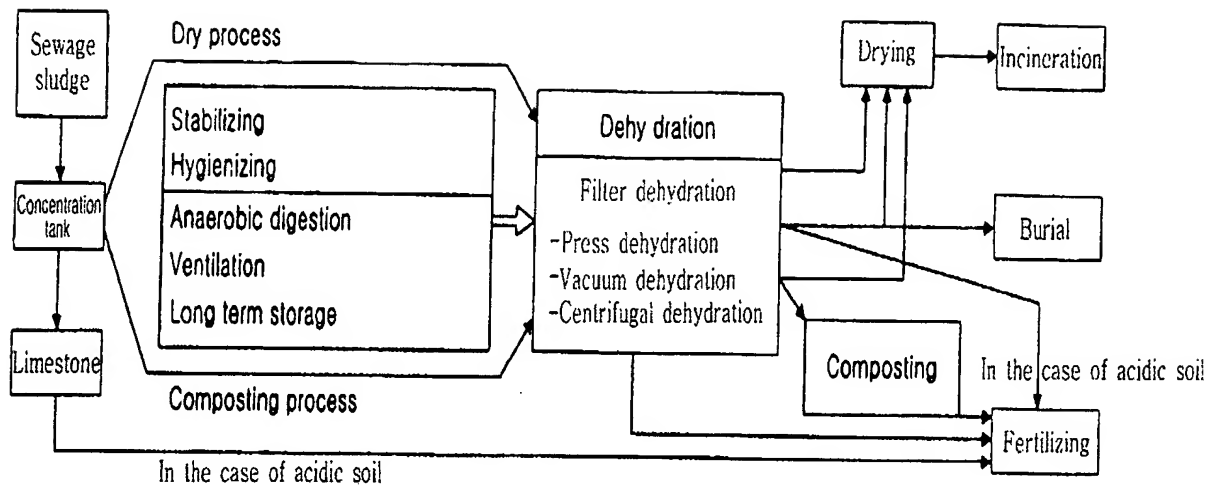 Sewage
sludge
Concentration
tank
Limestone
Dry process
Stabilizing
Hygienizing
Anaerobic digestion
Ventilation
Long term storage
Composting process
In the case of acidic soil
Dehy dration
Filter dehydration
-Press dehydration
-Vacuum dehydration
-Centrifugal dehydration
Drying
Incineration
Burial
Composting
In the case of acidic soil
Fertilizing